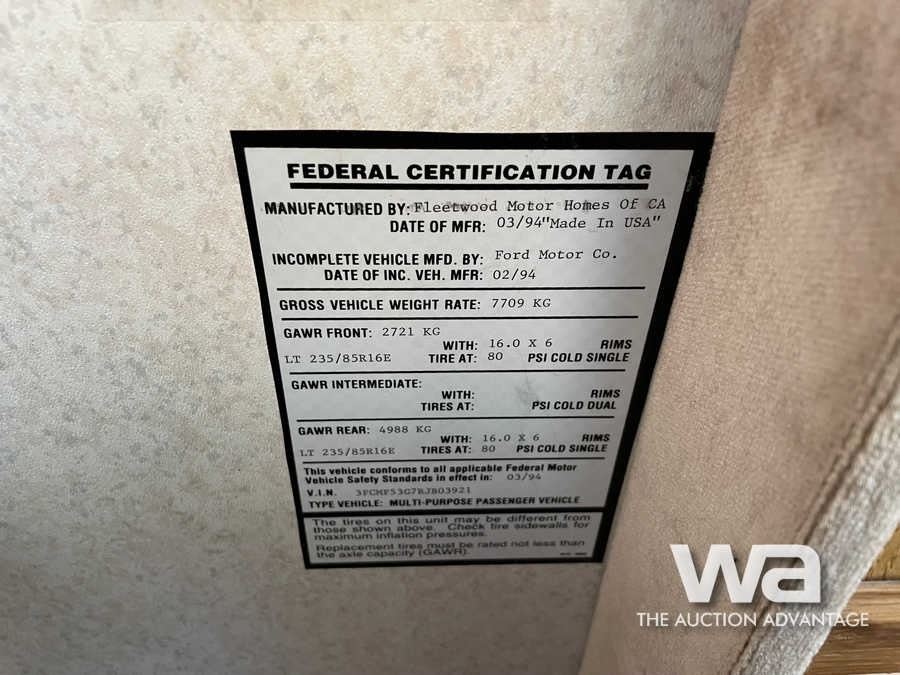 FEDERAL CERTIFICATION TAG
MANUFACTURED BY: Fleetwood Motor Homes Of CA
DATE OF MFR: 03/94"Made In USA"
INCOMPLETE VEHICLE MFD. BY: Ford Motor Co.
DATE OF INC. VEH. MFR: 02/94
GROSS VEHICLE WEIGHT RATE: 7709 KG
GAWR FRONT: 2721 KG
WITH: 16.0 X 6 RIMS
LT 235/85R16E TIRE AT: 80 PSI COLD SINGLE
GAWR INTERMEDIATE:
WITH: RIMS
TIRES AT: PSI COLD DUAL
GAWR REAR: 4988 KG
WITH: 16.0 X 6 RIMS
LT 235/85R16E TIRES AT: 80 PSI COLD SINGLE
This vehicle conforms to all applicable Federal Motor
Vehicle Safety Standards in effect in: 03/94
V.I.N. 3FCMF53G7RJB03921
TYPE VEHICLE: MULTI-PURPOSE PASSENGER VEHICLE
The tires on this unit may be different from
those shown above. Check tire sidewalls for
maximum inflation pressures.
Replacement tires must be rated not less than
the axle capacity (GAWR).
wa
THE AUCTION ADVANTAGE